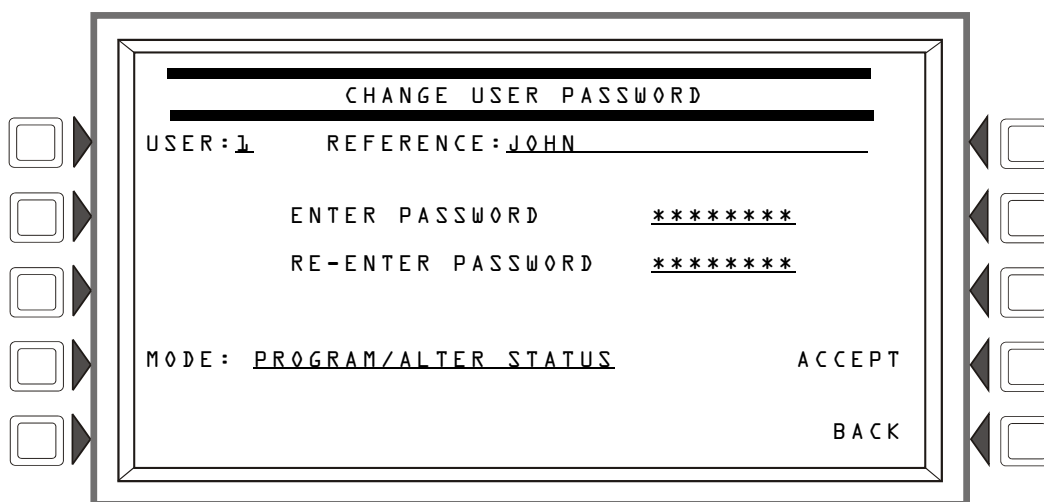 CHANGE USER PASSWORD
USER:1 REFERENCE:JOHN
ENTER PASSWORD ********
RE-ENTER PASSWORD ********
MODE: PROGRAM/ALTER STATUS ACCEPT
BACK